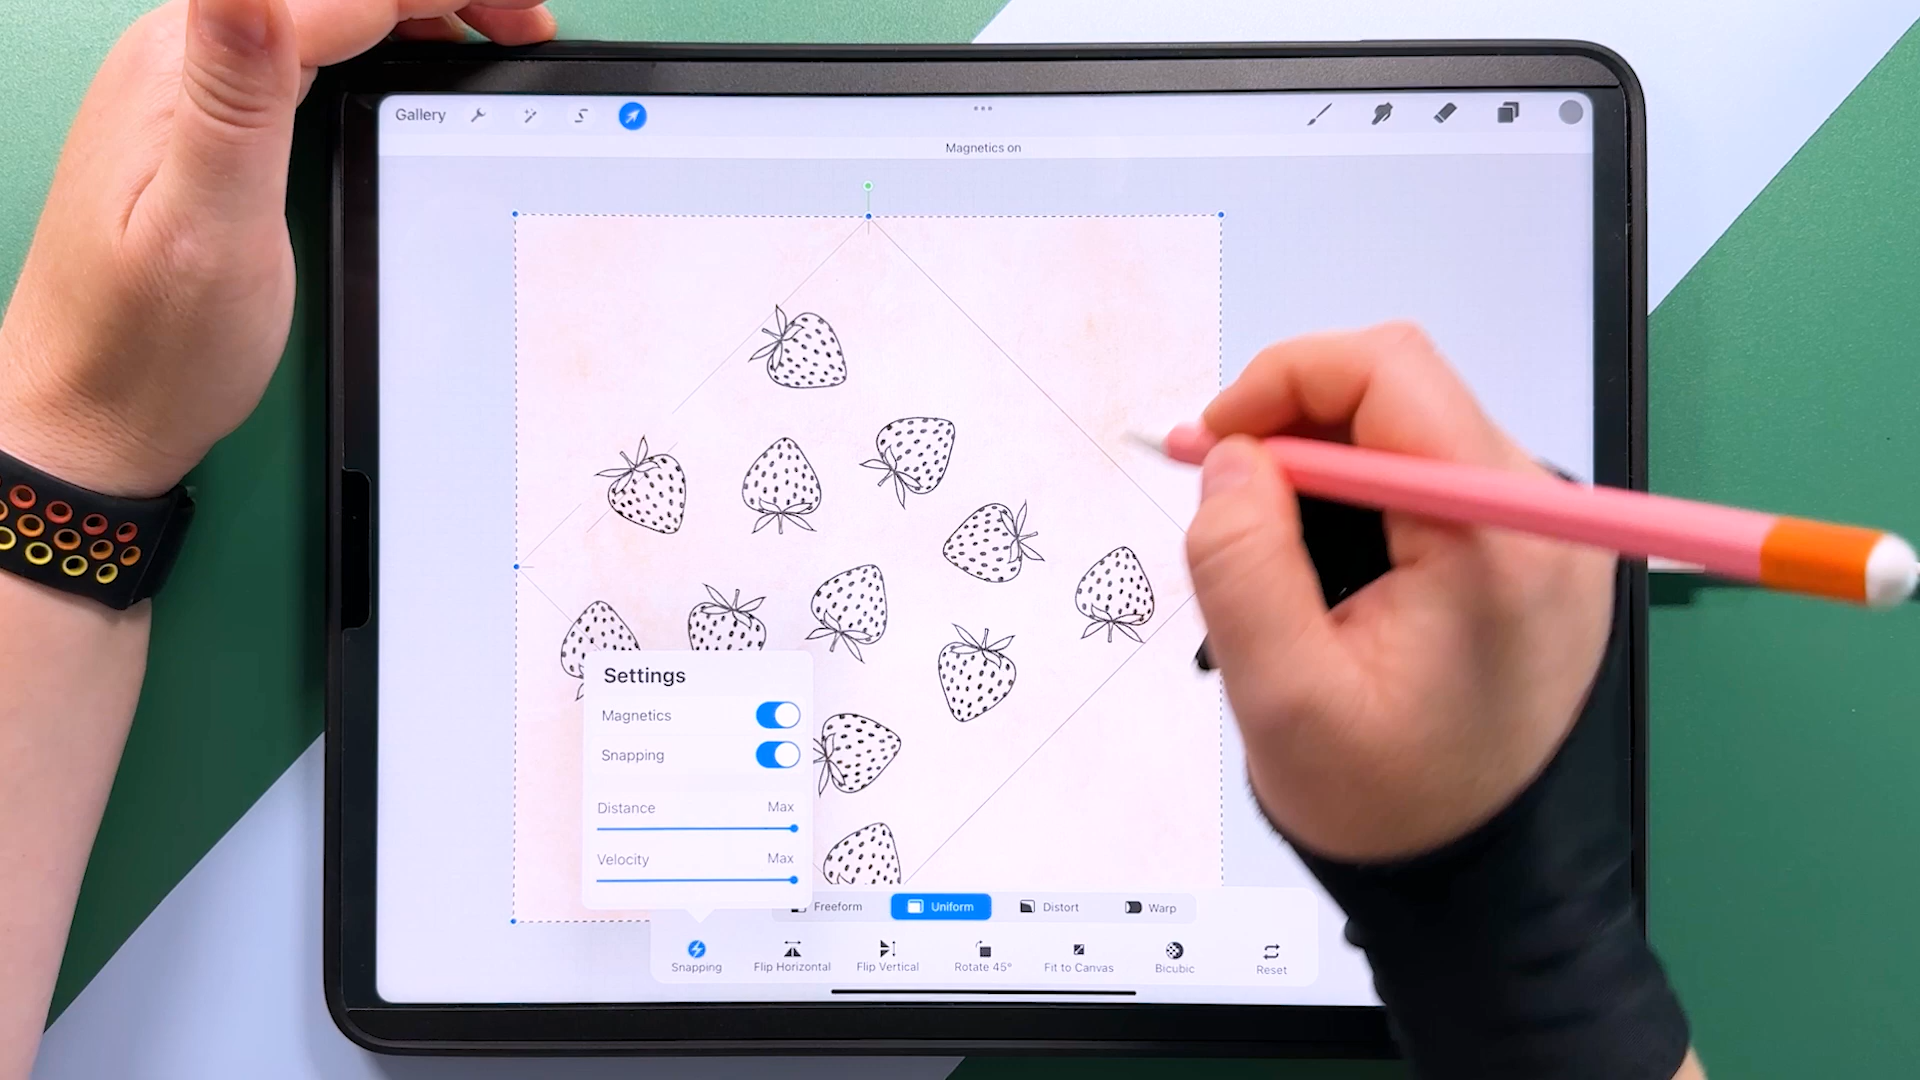 Gallery
Magnetics on
Settings
Magnetics
Snapping
Distance Max
Velocity Max
Freeform Uniform Distort Warp
Snapping Flip Horizontal Flip Vertical Rotate 45° Fit to Canvas Bicubic Reset